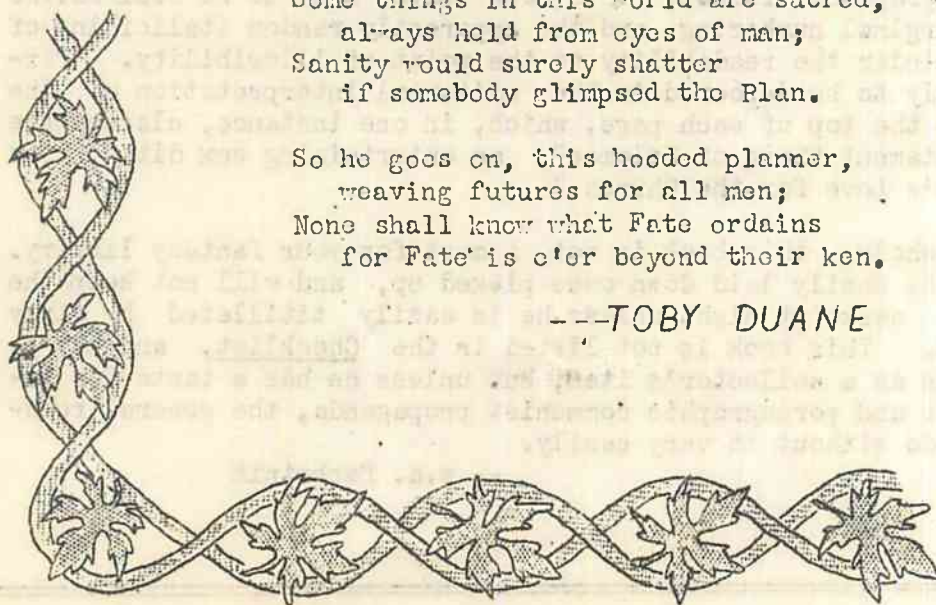 Some things in this world are sacred,
always held from eyes of man;
Sanity would surely shatter
if somebody glimpsed the Plan.
So he goes on, this hooded planner,
weaving futures for all men;
None shall know what Fate ordains
for Fate is e'er beyond their ken.
---TOBY DUANE